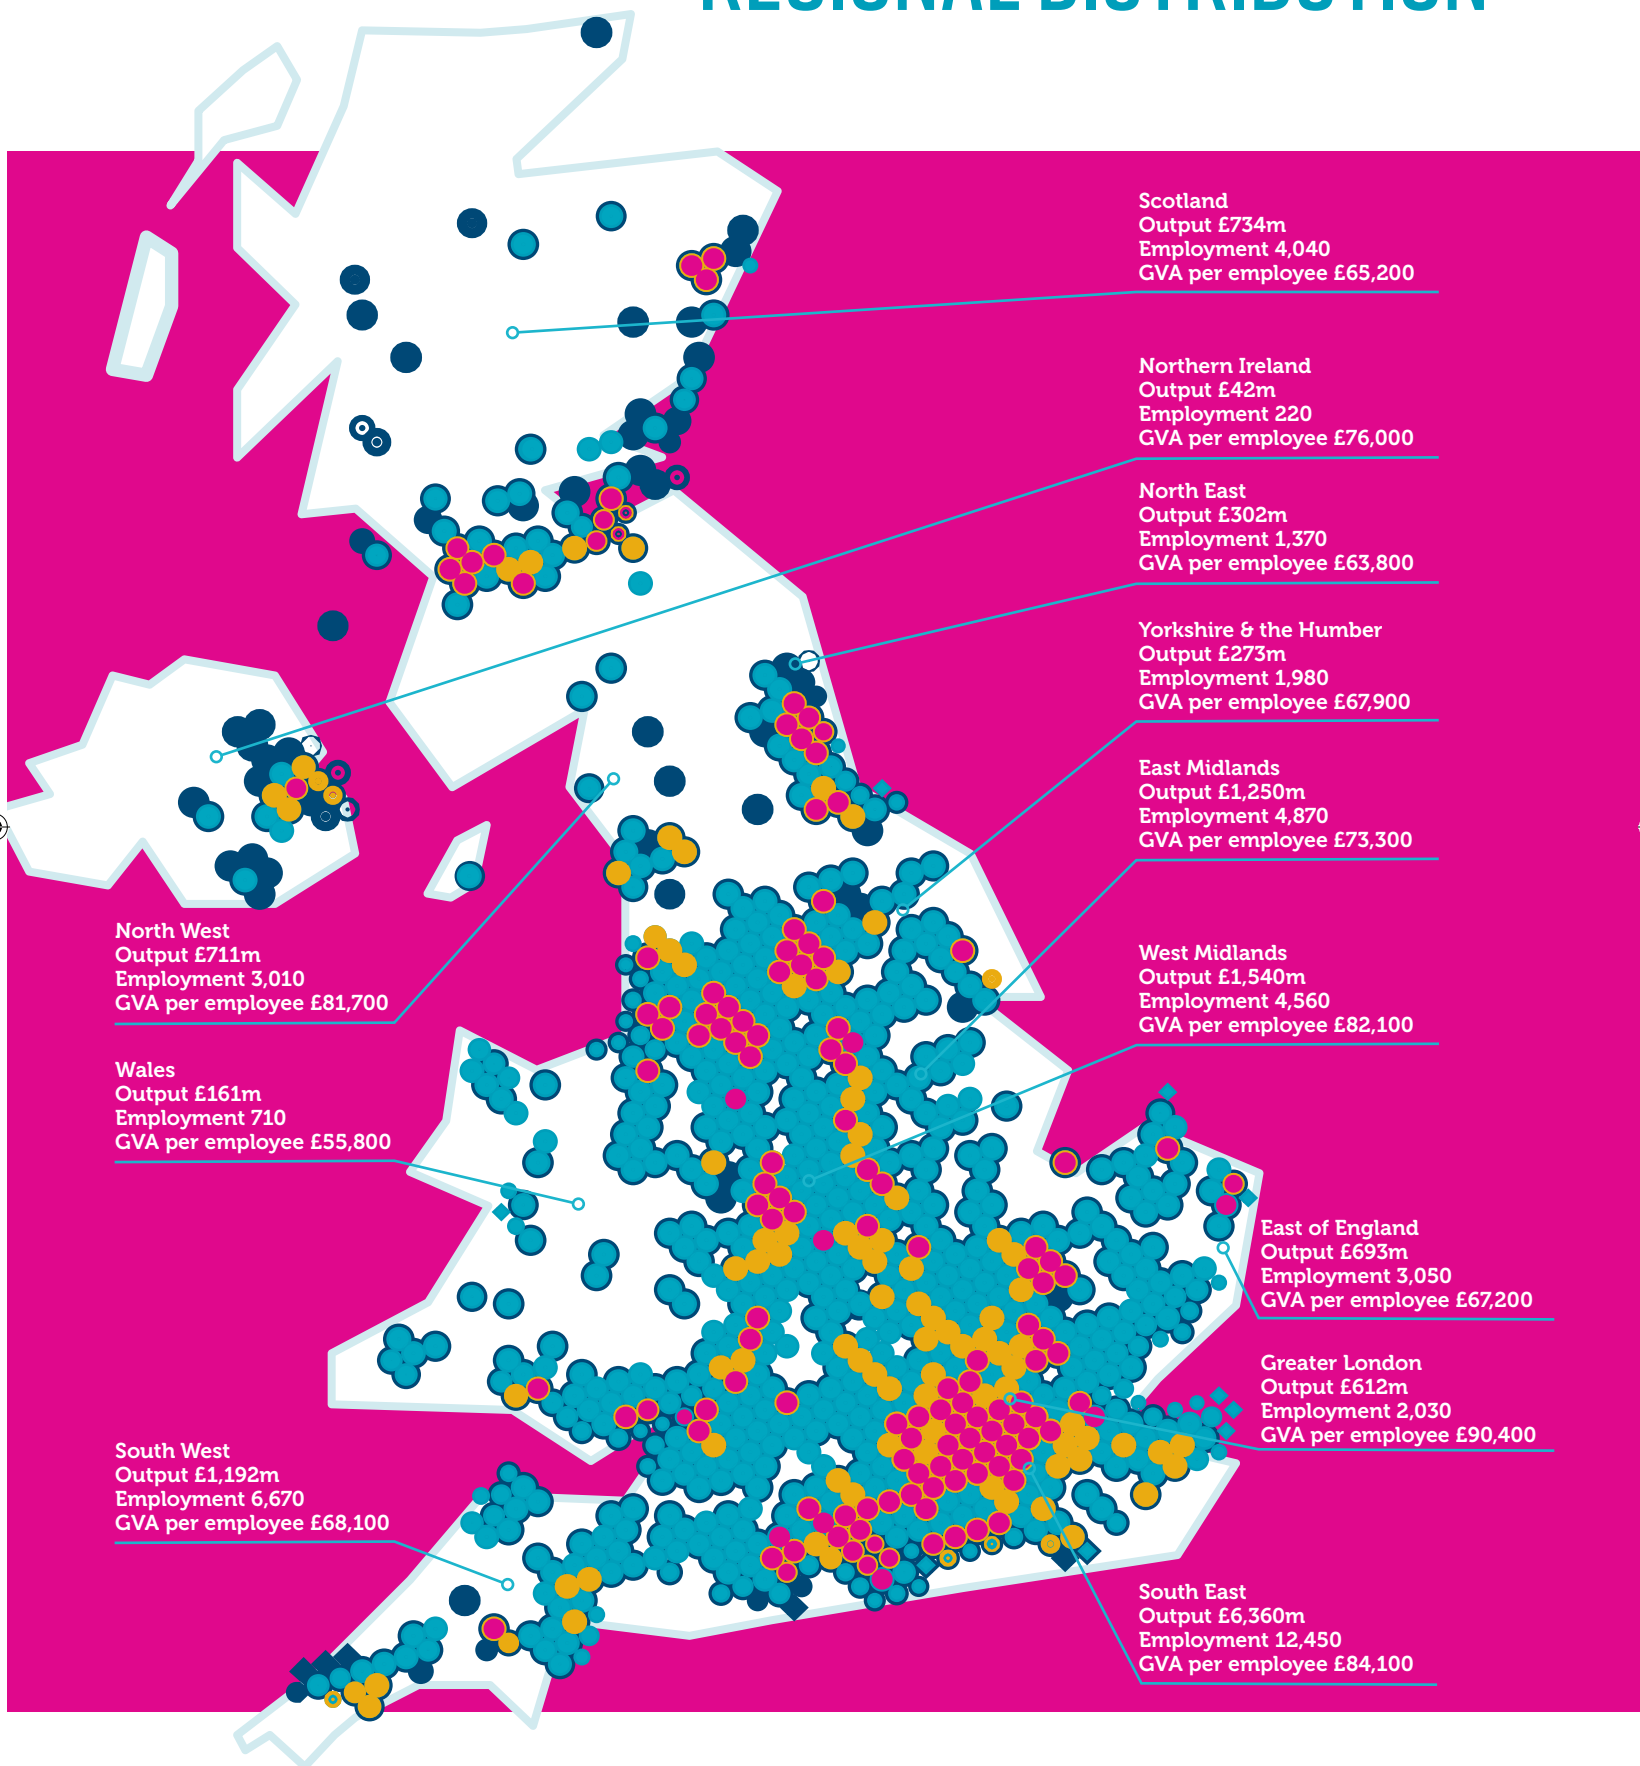 REGIONAL DISTRIBUTION
Scotland
Output £734m
Employment 4,040
GVA per employee £65,200
Northern Ireland
Output £42m
Employment 220
GVA per employee £76,000
North East
Output £302m
Employment 1,370
GVA per employee £63,800
Yorkshire & the Humber
Output £273m
Employment 1,980
GVA per employee £67,900
East Midlands
Output £1,250m
Employment 4,870
GVA per employee £73,300
North West
Output £711m
Employment 3,010
GVA per employee £81,700
West Midlands
Output £1,540m
Employment 4,560
GVA per employee £82,100
Wales
Output £161m
Employment 710
GVA per employee £55,800
East of England
Output £693m
Employment 3,050
GVA per employee £67,200
Greater London
Output £612m
Employment 2,030
GVA per employee £90,400
South West
Output £1,192m
Employment 6,670
GVA per employee £68,100
South East
Output £6,360m
Employment 12,450
GVA per employee £84,100